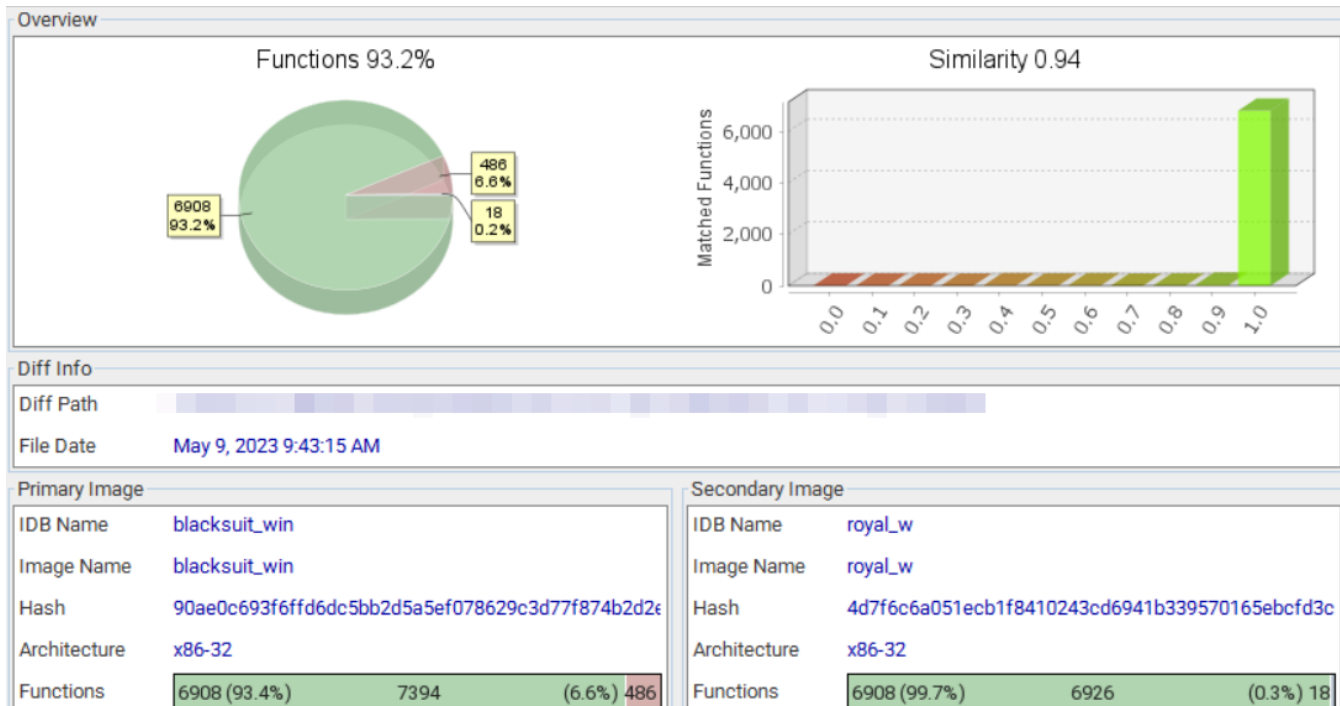 Overview
Functions 93.2%
Similarity 0.94
6908
93.2%
486
6.6%
18
0.2%
Matched Functions
6,000
4,000
2,000
0
0.0 0.1 0.2 0.3 0.4 0.5 0.6 0.7 0.8 0.9 1.0
Diff Info
Diff Path
File Date May 9, 2023 9:43:15 AM
Primary Image
IDB Name blacksuit_win
Image Name blacksuit_win
Hash 90ae0c693f6ffd6dc5bb2d5a5ef078629c3d77f874b2d2e
Architecture x86-32
Functions 6908 (93.4%) 7394 (6.6%) 486
Secondary Image
IDB Name royal_w
Image Name royal_w
Hash 4d7f6c6a051ecb1f8410243cd6941b339570165ebcfd3c
Architecture x86-32
Functions 6908 (99.7%) 6926 (0.3%) 18